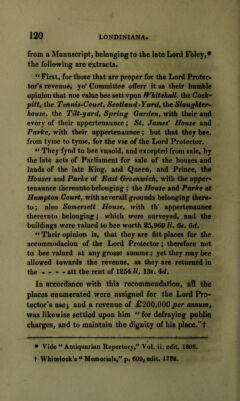 120 LONDINIANA.
from a Manuscript, belonging to the late Lord Fôley,*
the following are extracts.
“First, for those that are proper for the Lord Protec-
tor's revenue, yoʳ Committee offerr it as their humble
opinion that noe value bee sett vpon Whitehall, the Cock-
pitt, the Tennis-Court, Scotland-Yard, the Slaughter-
house, the Tilt-yard, Spring Garden, with their and
every of their appertenaunce; St. James' House and
Parke, with their appertenaunce; but that they bee,
from tyme to tyme, for the vse of the Lord Protector.
“They fynd to bee vnsold, and excepted from sale, by
the late acts of Parliament for sale of the houses and
lands of the late King, and Queen, and Prince, the
Houses and Parke of East Greenwich, with the apper-
tenaunce thereunto belonging; the House and Parke at
Hampton Court, with severall grounds belonging there-
to; also Somersett House, with th' appertenaunce
therevnto belonging; which were surveyed, and the
buildings were valued to bee worth £5,969 li. 6s. 6d.
“Their opinion is, that they are fitt places for the
accommodacion of the Lord Protector; therefore not
to bee valued at any grosse summe; yet they may bee
allowed towards the revenue, as they are returned in
the - - - - att the rent of 1254 li. 13s. 4d.
In accordance with this recommendation, all the
places enumerated were assigned for the Lord Pro-
tector's use; and a revenue of £200,000 per annum,
was likewise settled upon him “for defraying public
charges, and to maintain the dignity of his place.”†
* Vide “Antiquarian Repertory,” Vol. ii. edit. 1808.
† Whitelock's “Memorials,” p. 609, edit. 1732.